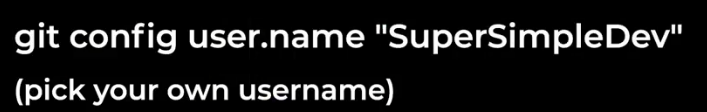 git config user.name "SuperSimpleDev"
(pick your own username)